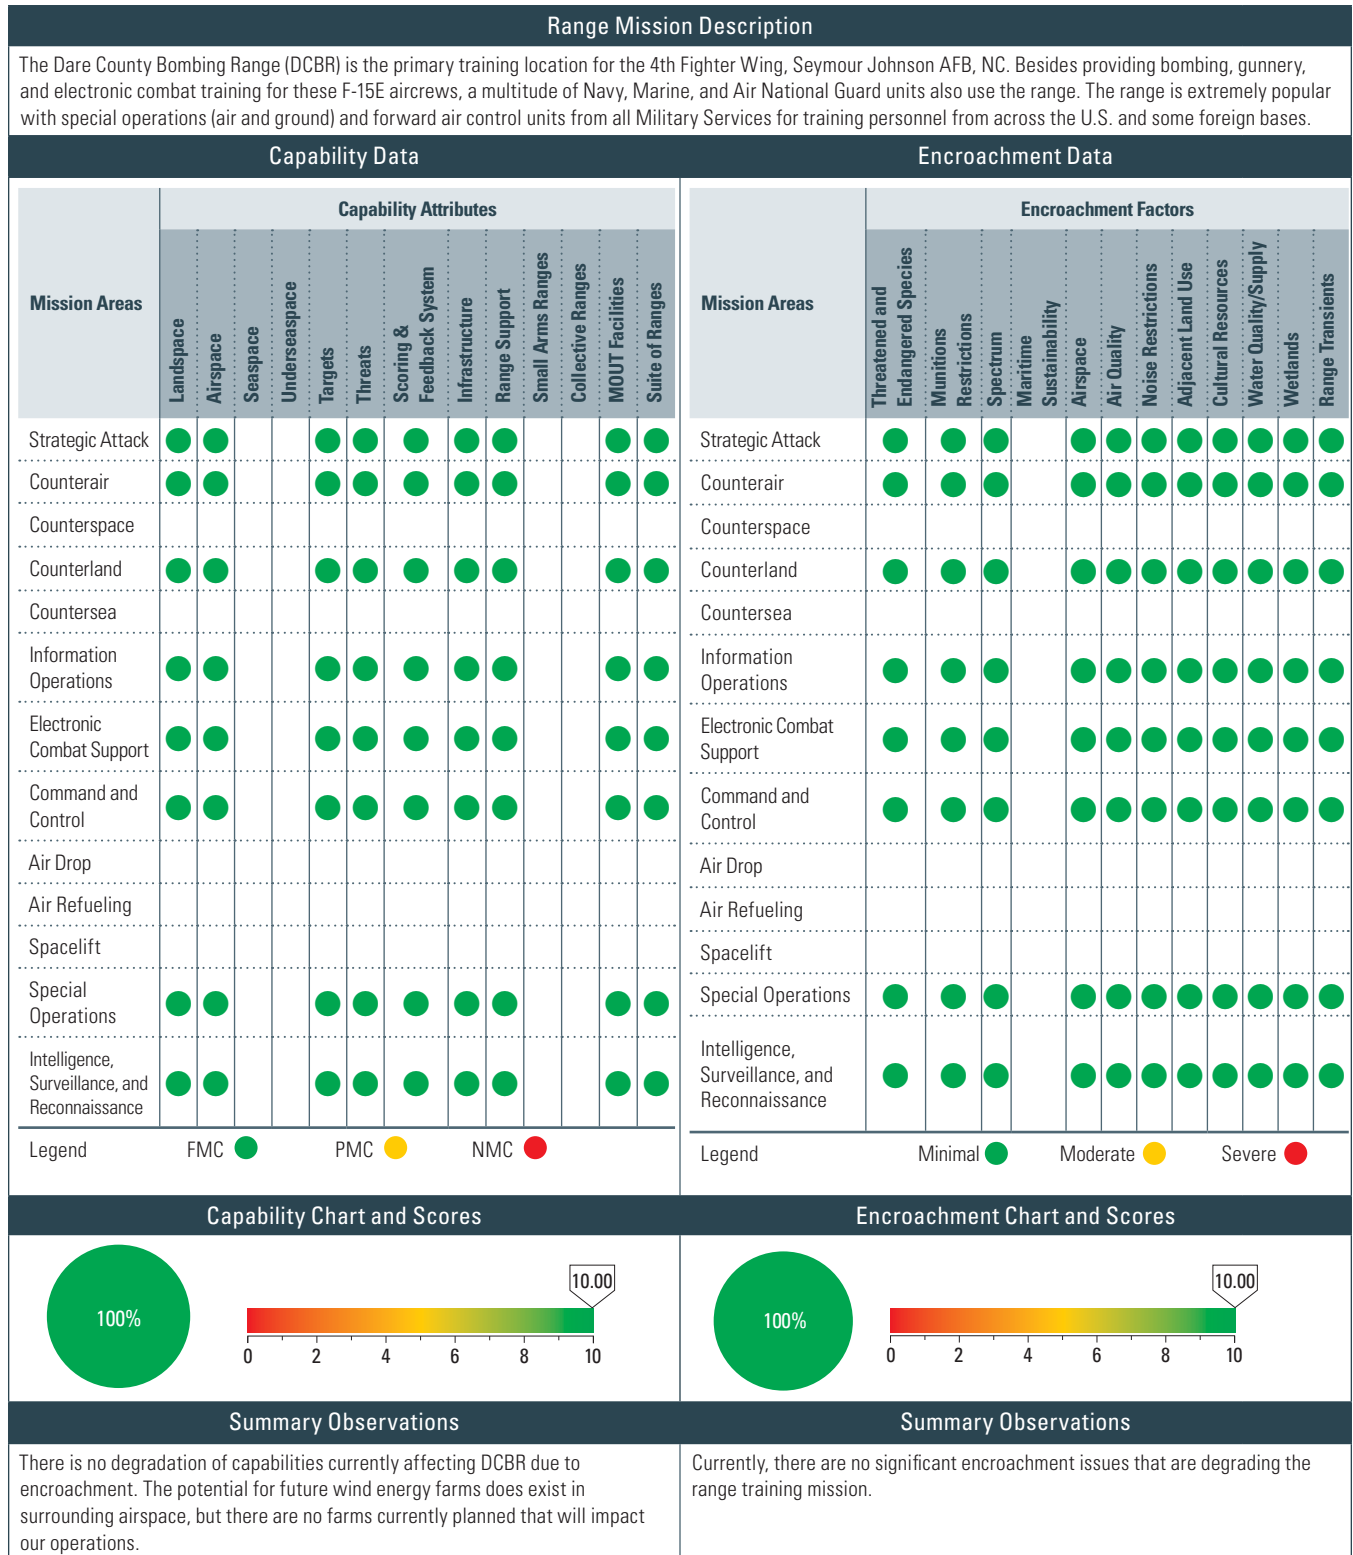 Range Mission Description
The Dare County Bombing Range (DCBR) is the primary training location for the 4th Fighter Wing, Seymour Johnson AFB, NC. Besides providing bombing, gunnery,
and electronic combat training for these F-15E aircrews, a multitude of Navy, Marine, and Air National Guard units also use the range. The range is extremely popular
with special operations (air and ground) and forward air control units from all Military Services for training personnel from across the U.S. and some foreign bases.
Capability Data
Mission Areas
Capability Attributes
Landspace
Airspace
Seaspace
Underseaspace
Targets
Threats
Scoring &
Feedback System
Infrastructure
Range Support
Small Arms Ranges
Collective Ranges
MOUT Facilities
Suite of Ranges
Strategic Attack
Counterair
Counterspace
Counterland
Countersea
Information
Operations
Electronic
Combat Support
Command and
Control
Air Drop
Air Refueling
Spacelift
Special
Operations
Intelligence,
Surveillance, and
Reconnaissance
Legend FMC PMC NMC
Encroachment Data
Mission Areas
Encroachment Factors
Threatened and
Endangered Species
Munitions
Restrictions
Spectrum
Maritime
Sustainability
Airspace
Air Quality
Noise Restrictions
Adjacent Land Use
Cultural Resources
Water Quality/Supply
Wetlands
Range Transients
Strategic Attack
Counterair
Counterspace
Counterland
Countersea
Information
Operations
Electronic Combat
Support
Command and
Control
Air Drop
Air Refueling
Spacelift
Special Operations
Intelligence,
Surveillance, and
Reconnaissance
Legend Minimal Moderate Severe
Capability Chart and Scores
100%
10.00
0 2 4 6 8 10
Encroachment Chart and Scores
100%
10.00
0 2 4 6 8 10
Summary Observations
There is no degradation of capabilities currently affecting DCBR due to
encroachment. The potential for future wind energy farms does exist in
surrounding airspace, but there are no farms currently planned that will impact
our operations.
Summary Observations
Currently, there are no significant encroachment issues that are degrading the
range training mission.